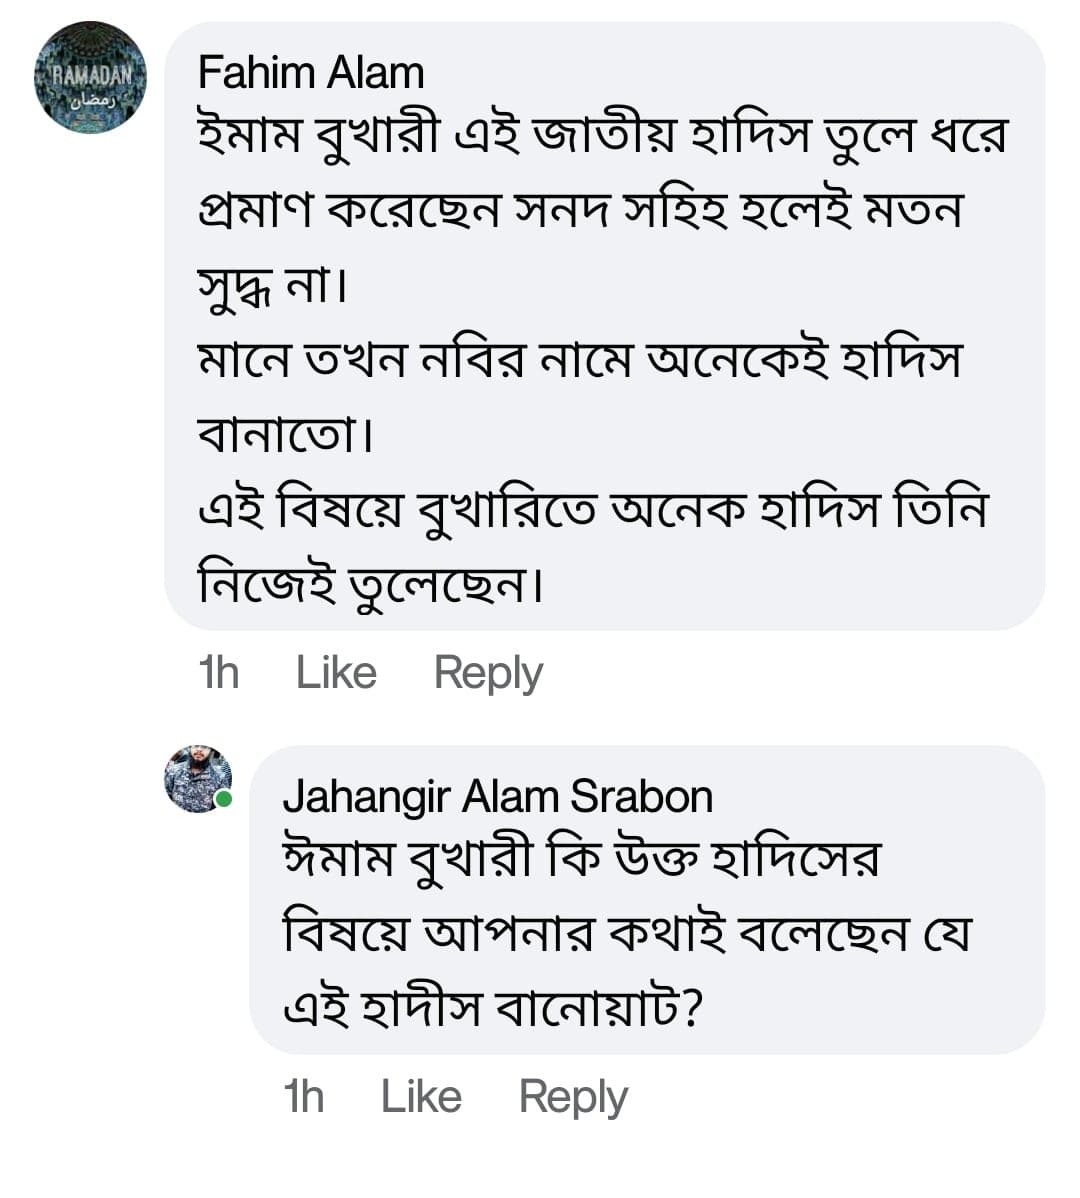 RAMADAN
رمضان
Fahim Alam
ইমাম বুখারী এই জাতীয় হাদিস তুলে ধরে
প্রমাণ করেছেন সনদ সহিহ হলেই মতন
সুদ্ধ না।
মানে তখন নবির নামে অনেকেই হাদিস
বানাতো।
এই বিষয়ে বুখারিতে অনেক হাদিস তিনি
নিজেই তুলেছেন।
1h Like Reply
Jahangir Alam Srabon
ঈমাম বুখারী কি উক্ত হাদিসের
বিষয়ে আপনার কথাই বলেছেন যে
এই হাদীস বানোয়াট?
1h Like Reply